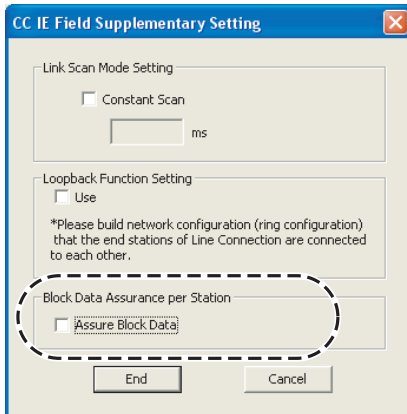 CC IE Field Supplementary Setting
Link Scan Mode Setting
Constant Scan
ms
Loopback Function Setting
Use
*Please build network configuration (ring configuration)
that the end stations of Line Connection are connected
to each other.
Block Data Assurance per Station
Assure Block Data
End
Cancel